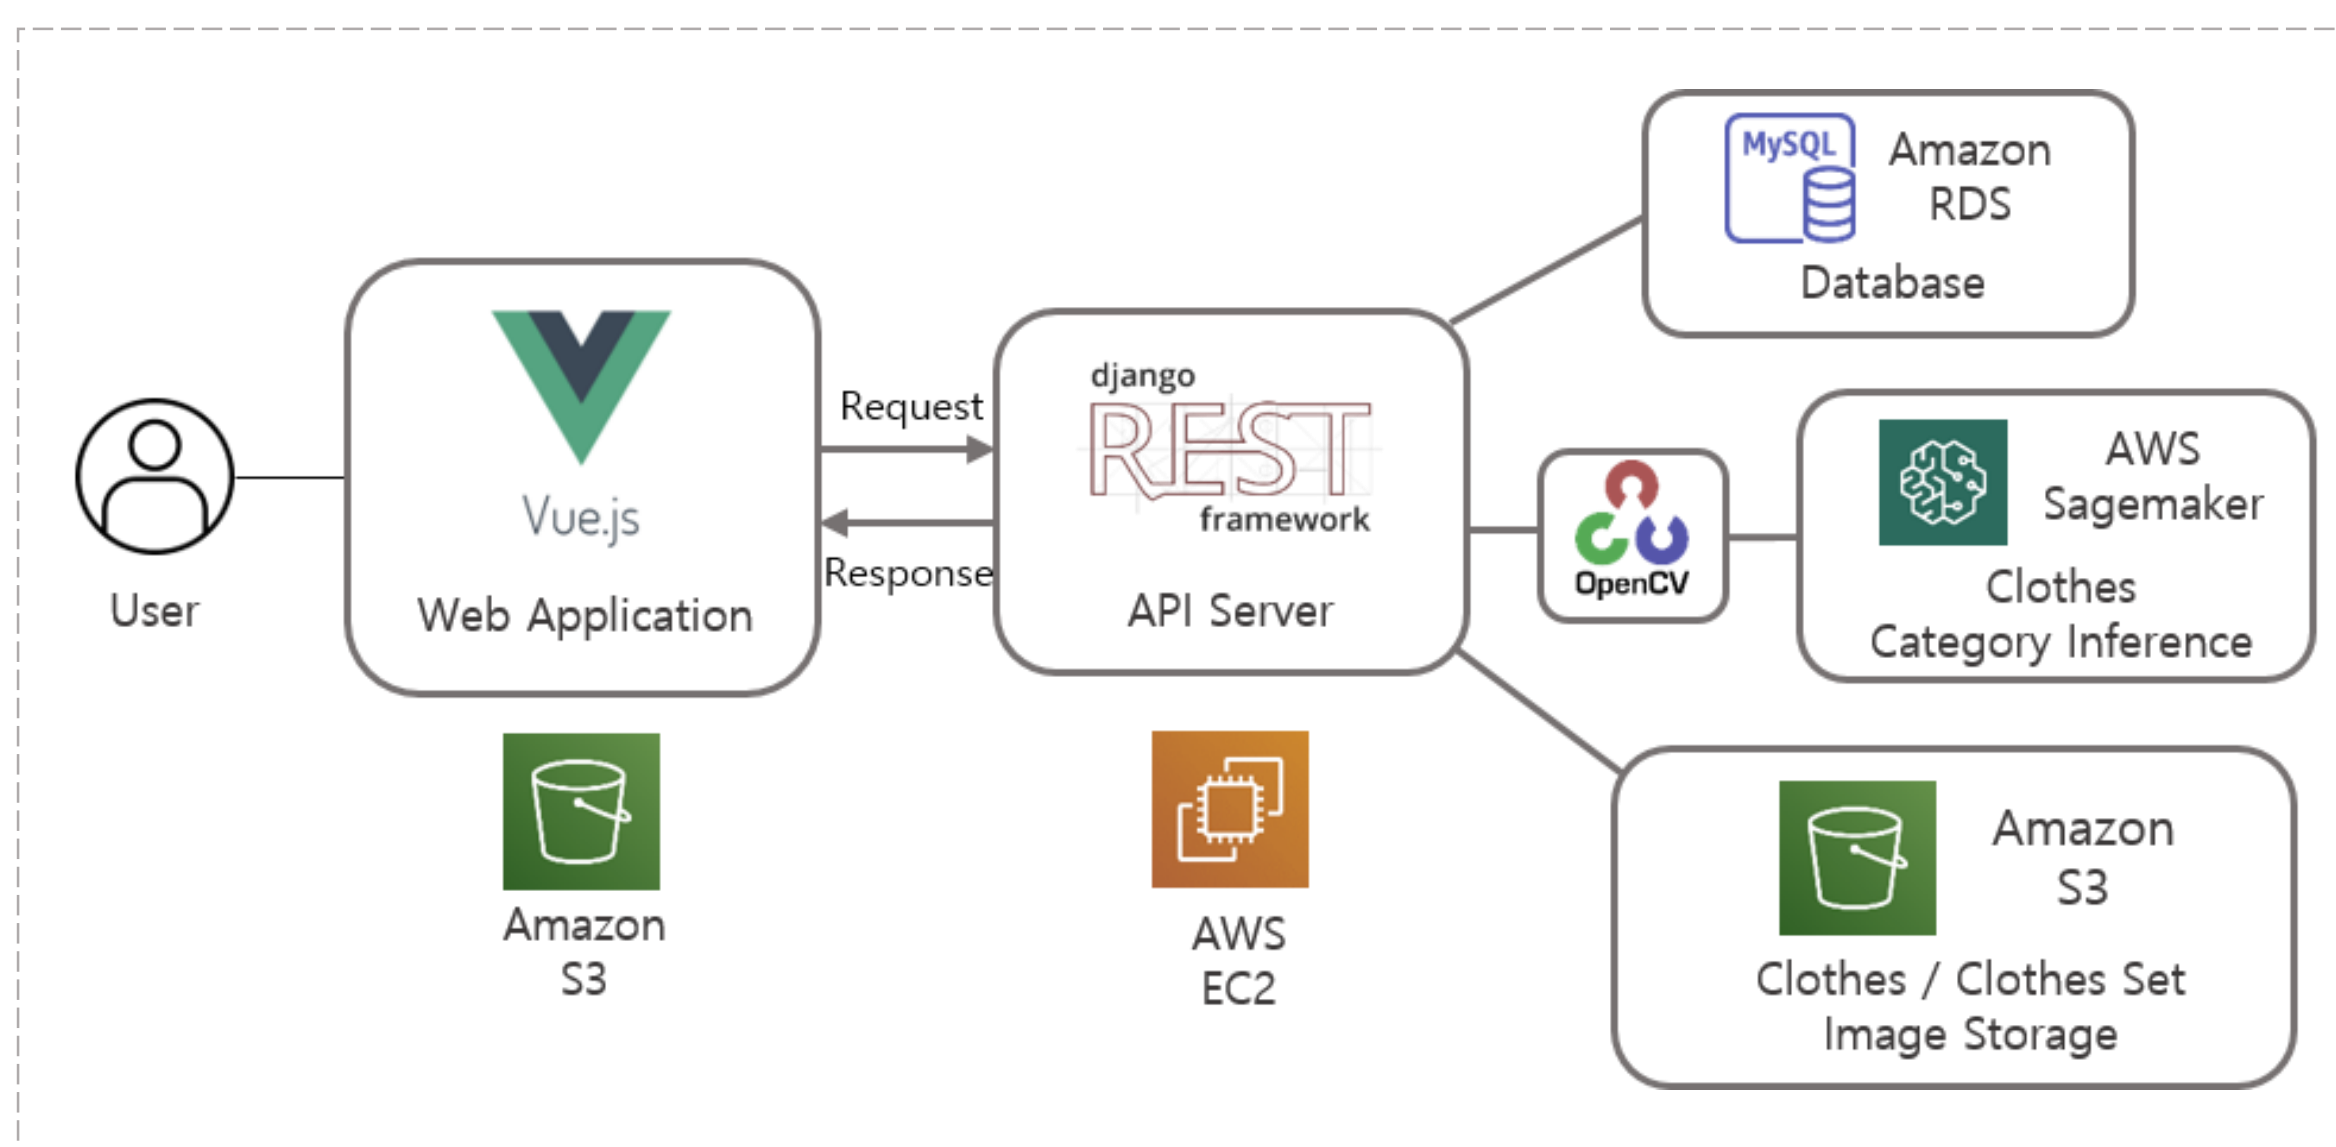 User
Vue.js
Web Application
Amazon
S3
Request
Response
django
REST
framework
API Server
AWS
EC2
MySQL
Amazon
RDS
Database
OpenCV
AWS
Sagemaker
Clothes
Category Inference
Amazon
S3
Clothes / Clothes Set
Image Storage